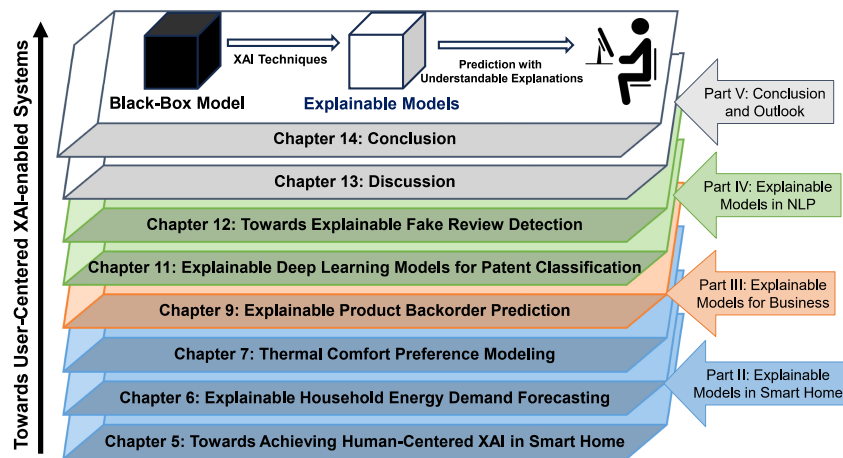 Towards User-Centered XAI-enabled Systems
XAI Techniques
Prediction with
Understandable Explanations
Black-Box Model
Explainable Models
Chapter 14: Conclusion
Chapter 13: Discussion
Chapter 12: Towards Explainable Fake Review Detection
Chapter 11: Explainable Deep Learning Models for Patent Classification
Chapter 9: Explainable Product Backorder Prediction
Chapter 7: Thermal Comfort Preference Modeling
Chapter 6: Explainable Household Energy Demand Forecasting
Chapter 5: Towards Achieving Human-Centered XAI in Smart Home
Part V: Conclusion
and Outlook
Part IV: Explainable
Models in NLP
Part III: Explainable
Models for Business
Part II: Explainable
Models in Smart Home